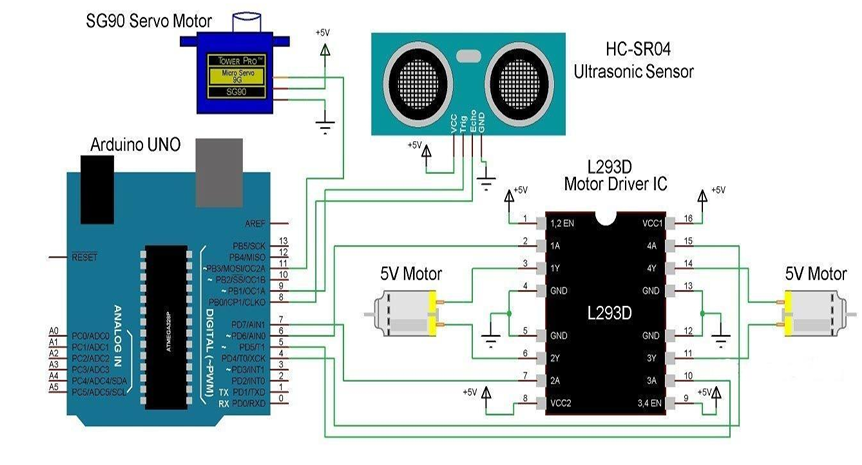 SG90 Servo Motor
+5V
TOWER PRO™
Micro Servo
9G
SG90
HC-SR04
Ultrasonic Sensor
VCC
Trig
Echo
GND
+5V
Arduino UNO
AREF
PB5/SCK 13
PB4/MISO 12
~PB3/MOSI/OC2A 11
~PB2/SS/OC1B 10
~PB1/OC1A 9
PB0/ICP1/CLKO 8
PD7/AIN1 7
~PD6/AIN0 6
~PD5/T1 5
PD4/T0/XCK 4
~PD3/INT1 3
PD2/INT0 2
TX PD1/TXD 1
RX PD0/RXD 0
DIGITAL (~PWM)
RESET
ATMEGA328P
ANALOG IN
A0 PC0/ADC0
A1 PC1/ADC1
A2 PC2/ADC2
A3 PC3/ADC3
A4 PC4/ADC4/SDA
A5 PC5/ADC5/SCL
L293D
Motor Driver IC
+5V
+5V
1 1,2 EN VCC1 16
2 1A 4A 15
3 1Y 4Y 14
4 GND GND 13
L293D
5 GND GND 12
6 2Y 3Y 11
7 2A 3A 10
8 VCC2 3,4 EN 9
+5V
+5V
5V Motor
5V Motor